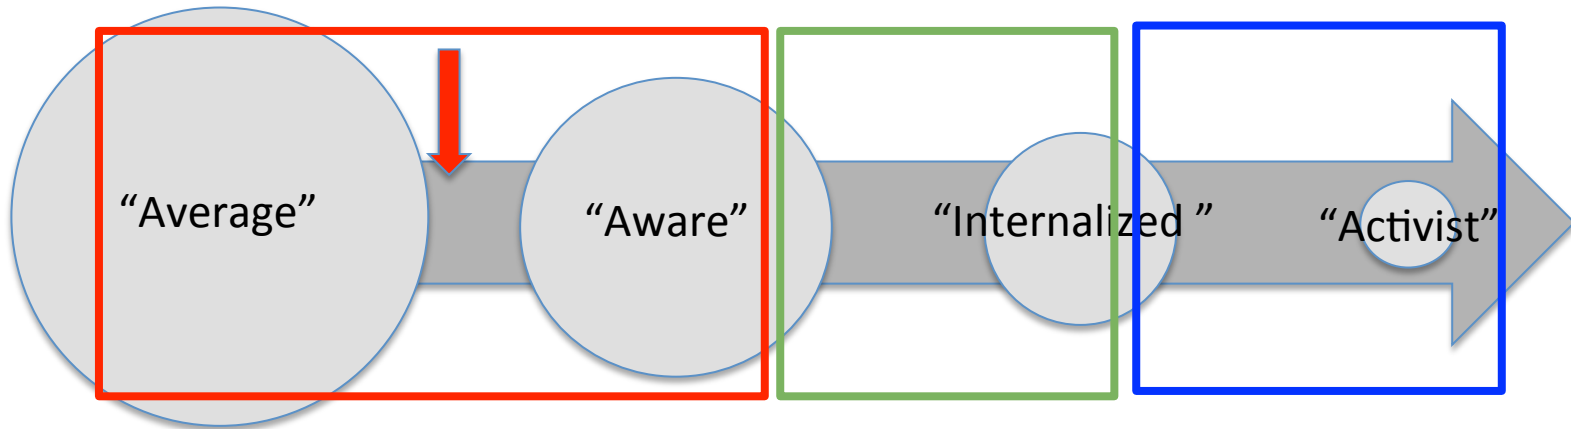 “Average”
“Aware”
“Internalized ”
“Activist”